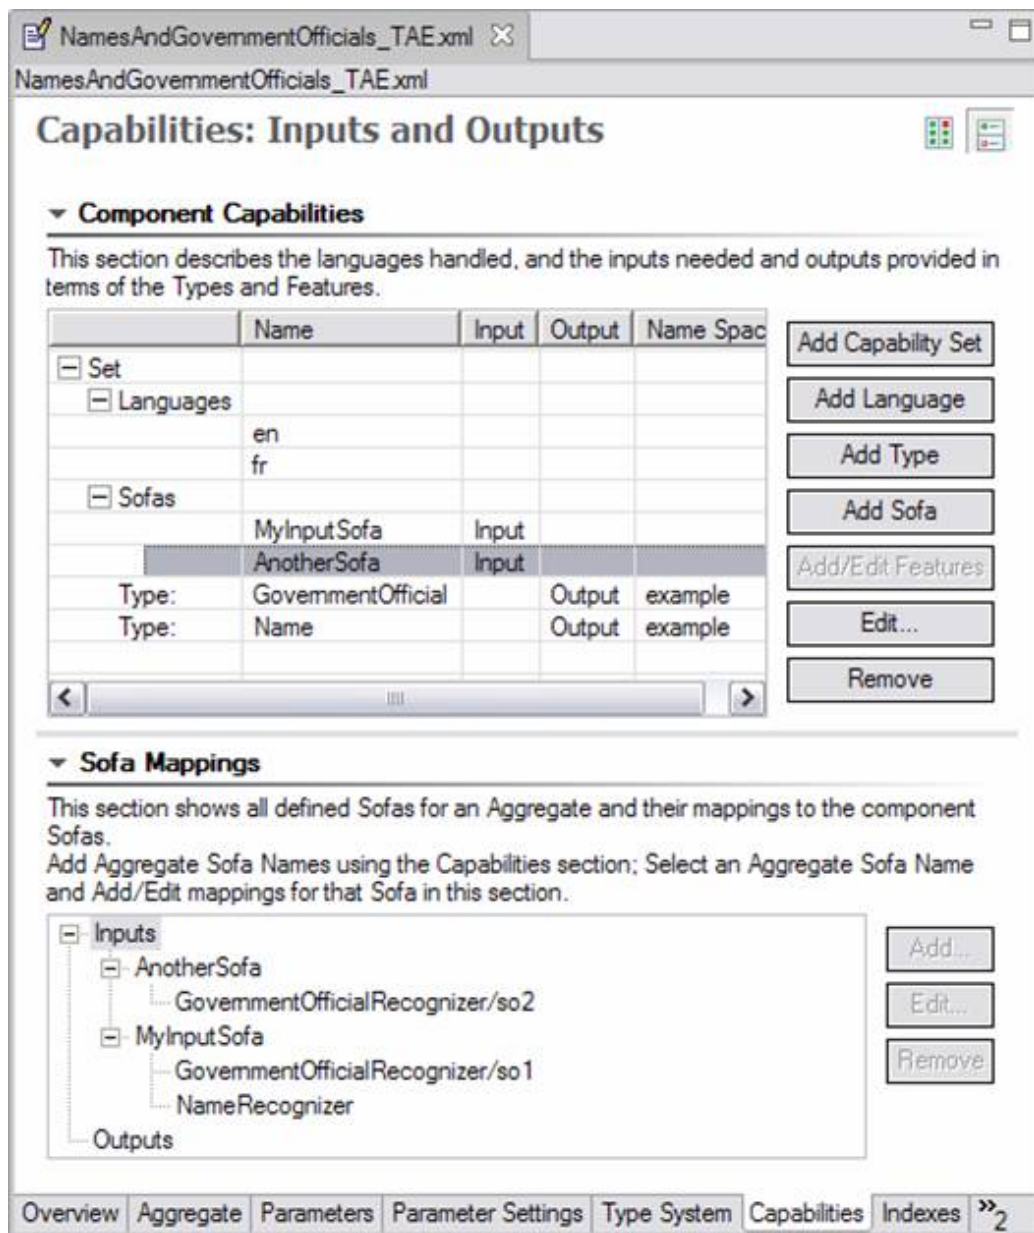 NamesAndGovernmentOfficials_TAE.xml
NamesAndGovernmentOfficials_TAE.xml
Capabilities: Inputs and Outputs
Component Capabilities
This section describes the languages handled, and the inputs needed and outputs provided in
terms of the Types and Features.
Name Input Output Name Spac
Add Capability Set
Set
Languages
Add Language
en
fr
Add Type
Sofas
Add Sofa
MyInputSofa Input
AnotherSofa Input
Add/Edit Features
Type: GovernmentOfficial Output example
Type: Name Output example
Edit...
Remove
Sofa Mappings
This section shows all defined Sofas for an Aggregate and their mappings to the component
Sofas.
Add Aggregate Sofa Names using the Capabilities section; Select an Aggregate Sofa Name
and Add/Edit mappings for that Sofa in this section.
Inputs
Add...
AnotherSofa
GovernmentOfficialRecognizer/so2
Edit...
MyInputSofa
Remove
GovernmentOfficialRecognizer/so1
NameRecognizer
Outputs
Overview Aggregate Parameters Parameter Settings Type System Capabilities Indexes »2